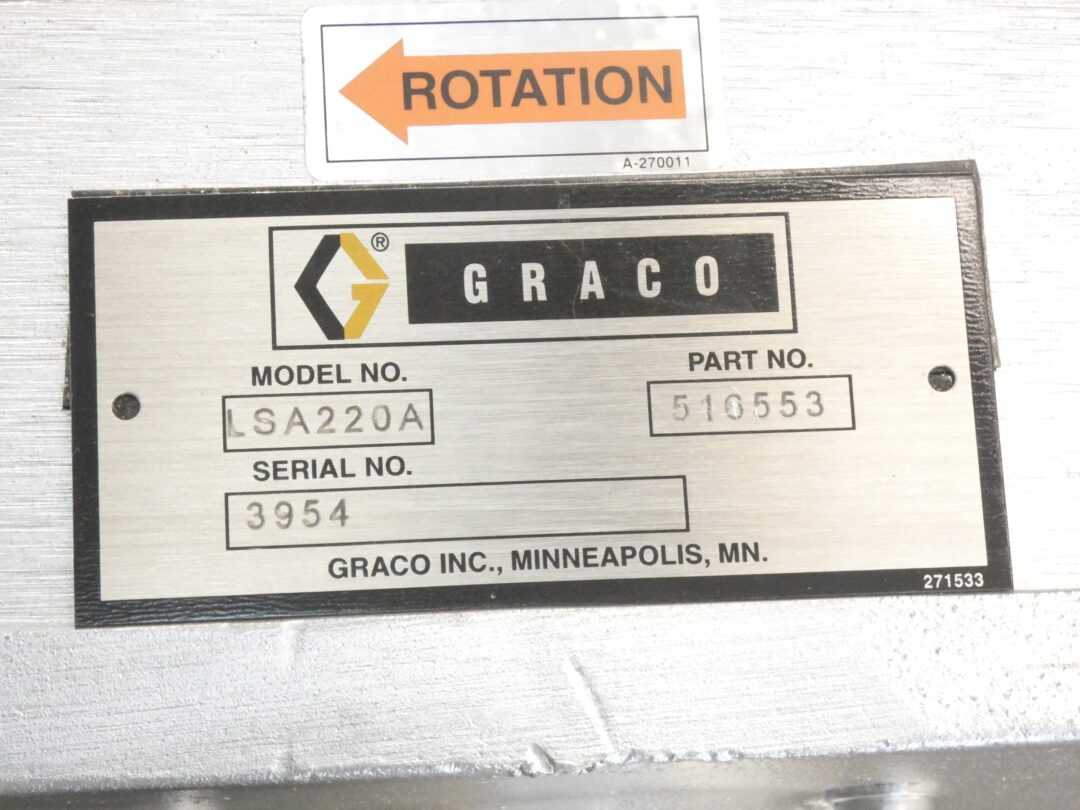 ROTATION
A-270011
® GRACO
MODEL NO.
LSA220A
PART NO.
516553
SERIAL NO.
3954
GRACO INC., MINNEAPOLIS, MN.
271533